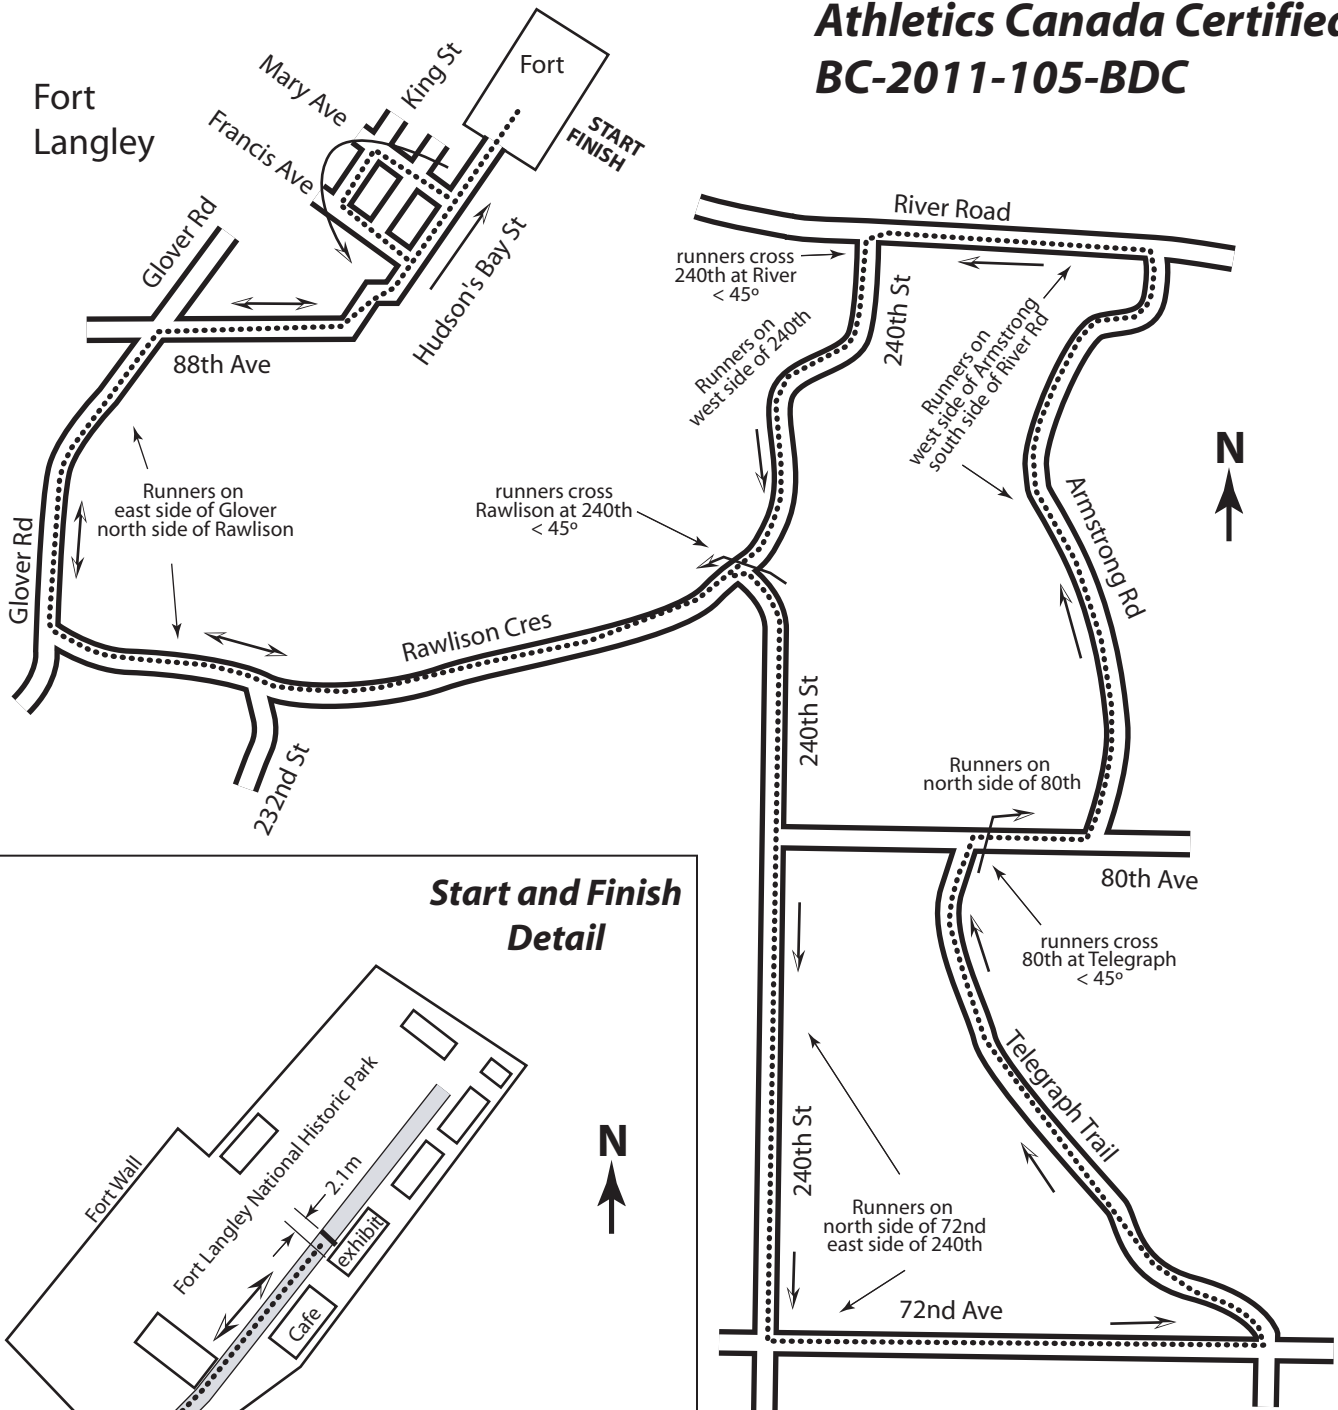 Athletics Canada Certified
BC-2011-105-BDC
Fort
Langley
Mary Ave
King St
Francis Ave
Fort
START
FINISH
Glover Rd
Hudson's Bay St
88th Ave
River Road
runners cross
240th at River
< 45º
240th St
Runners on
west side of 240th
Runners on
west side of Armstrong
south side of River Rd
N
Armstrong Rd
Runners on
east side of Glover
north side of Rawlison
runners cross
Rawlison at 240th
< 45º
Glover Rd
Rawlison Cres
232nd St
240th St
Runners on
north side of 80th
80th Ave
runners cross
80th at Telegraph
< 45º
Telegraph Trail
240th St
Runners on
north side of 72nd
east side of 240th
72nd Ave
Start and Finish
Detail
Fort Wall
Fort Langley National Historic Park
2.1m
exhibit
Cafe
N